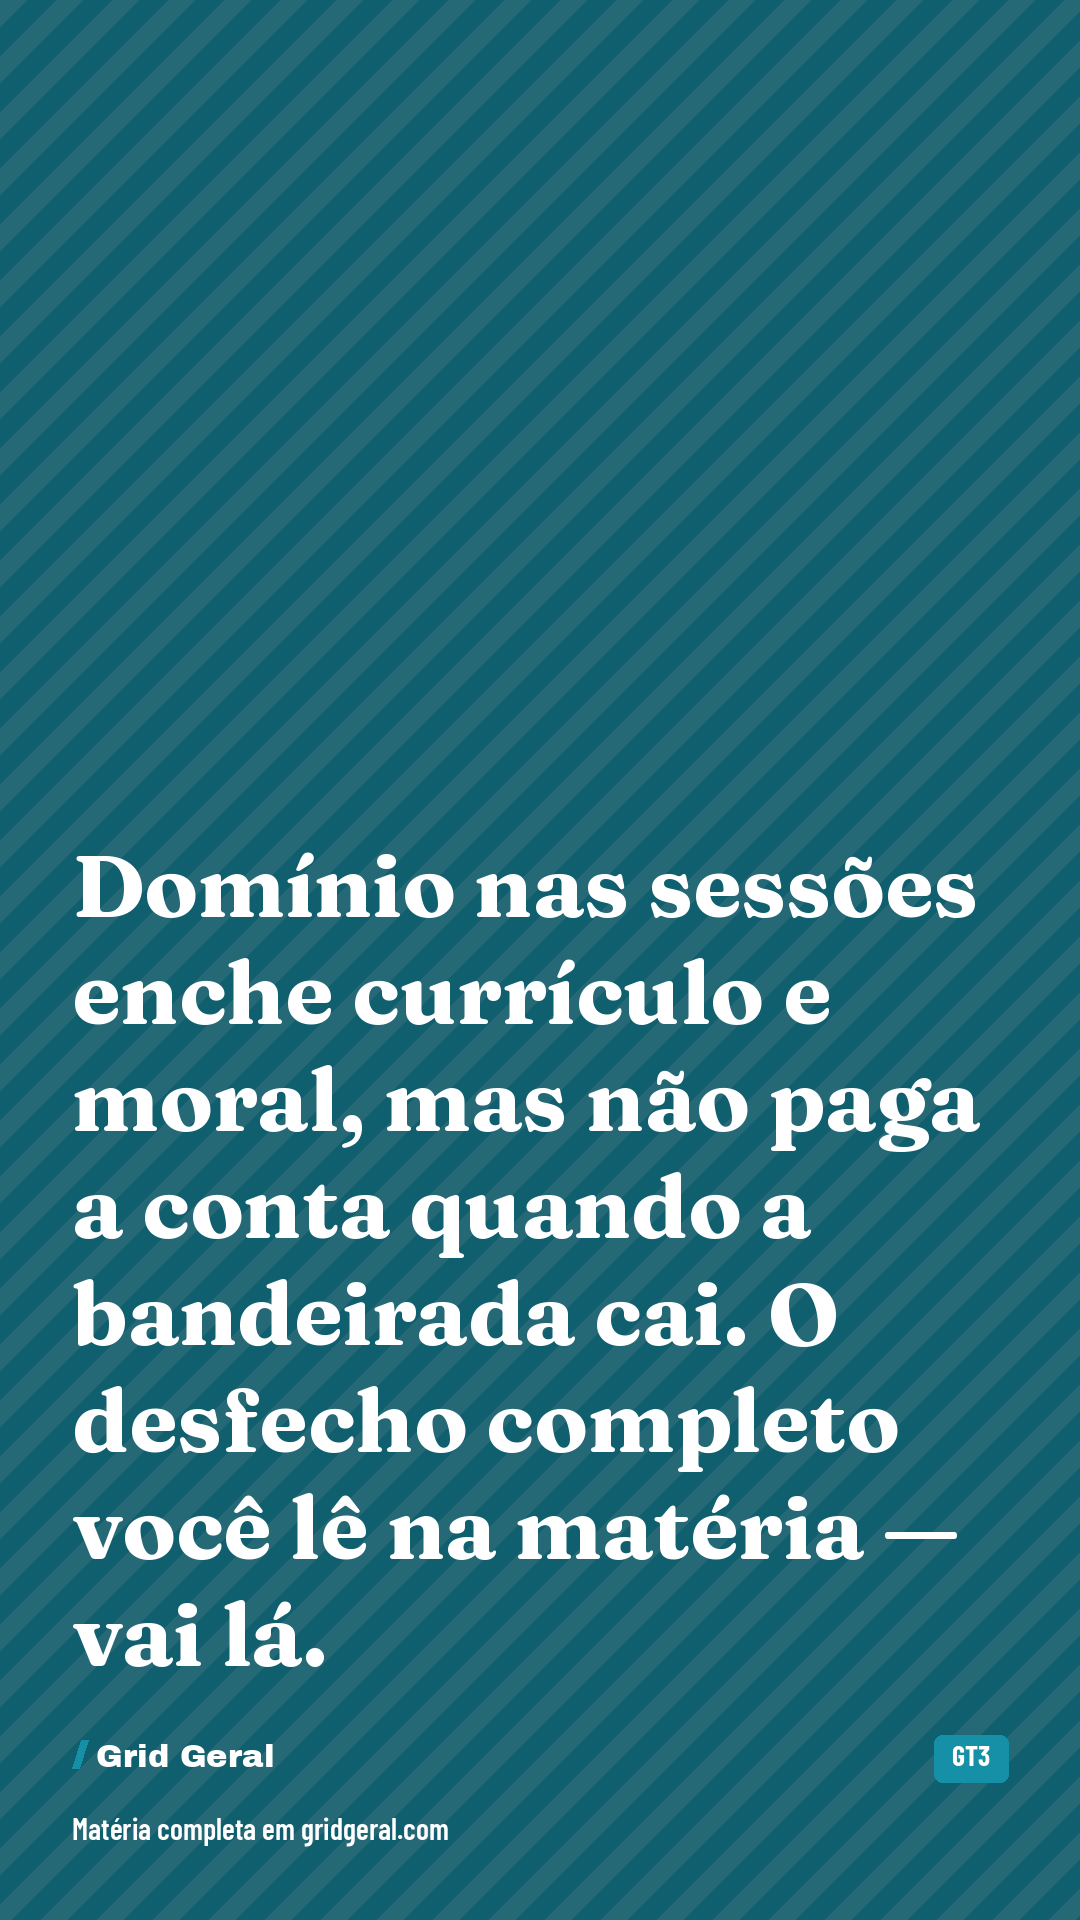 Domínio nas sessões
enche currículo e
moral, mas não paga
a conta quando a
bandeirada cai. O
desfecho completo
você lê na matéria —
vai lá.
/ Grid Geral
GT3
Matéria completa em gridgeral.com